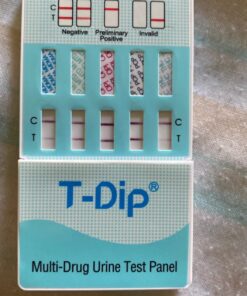 C
T
Negative Preliminary Positive Invalid
C
T
T-Dip®
Multi-Drug Urine Test Panel